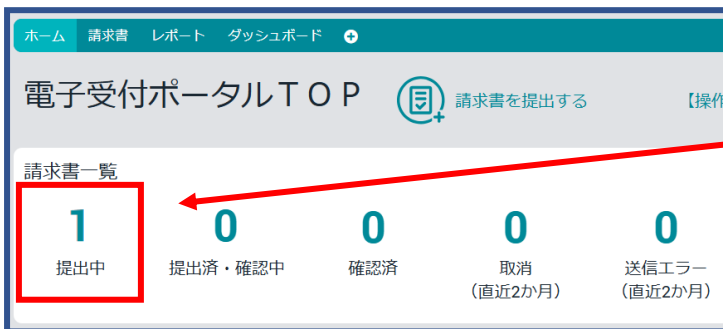 ホーム 請求書 レポート ダッシュボード
電子受付ポータルTOP 請求書を提出する 【操作
請求書一覧
1 0 0 0 0
提出中 提出済・確認中 確認済 取消 送信エラー
(直近2か月) (直近2か月)